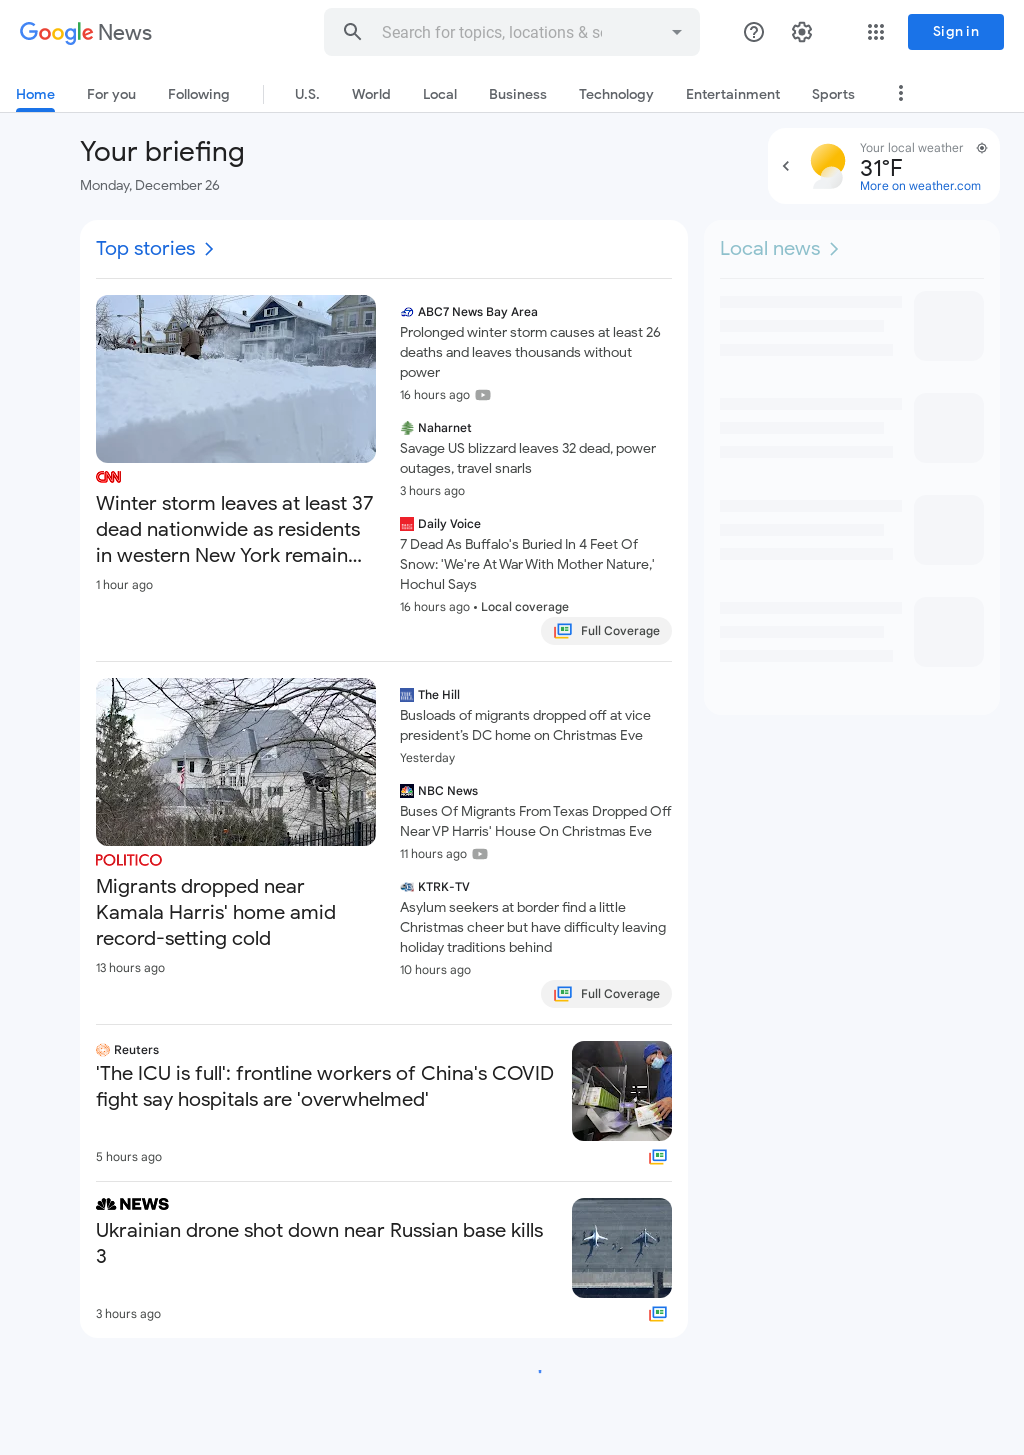 Google News
Search for topics, locations & so
Sign in
Home
For you
Following
U.S.
World
Local
Business
Technology
Entertainment
Sports
Your briefing
Monday, December 26
Your local weather
31°F
More on weather.com
Top stories
Local news
CNN
Winter storm leaves at least 37
dead nationwide as residents
in western New York remain...
1 hour ago
ABC7 News Bay Area
Prolonged winter storm causes at least 26
deaths and leaves thousands without
power
16 hours ago
Naharnet
Savage US blizzard leaves 32 dead, power
outages, travel snarls
3 hours ago
Daily Voice
7 Dead As Buffalo's Buried In 4 Feet Of
Snow: 'We're At War With Mother Nature,'
Hochul Says
16 hours ago • Local coverage
Full Coverage
POLITICO
Migrants dropped near
Kamala Harris' home amid
record-setting cold
13 hours ago
The Hill
Busloads of migrants dropped off at vice
president's DC home on Christmas Eve
Yesterday
NBC News
Buses Of Migrants From Texas Dropped Off
Near VP Harris' House On Christmas Eve
11 hours ago
KTRK-TV
Asylum seekers at border find a little
Christmas cheer but have difficulty leaving
holiday traditions behind
10 hours ago
Full Coverage
Reuters
'The ICU is full': frontline workers of China's COVID
fight say hospitals are 'overwhelmed'
5 hours ago
NEWS
Ukrainian drone shot down near Russian base kills
3
3 hours ago